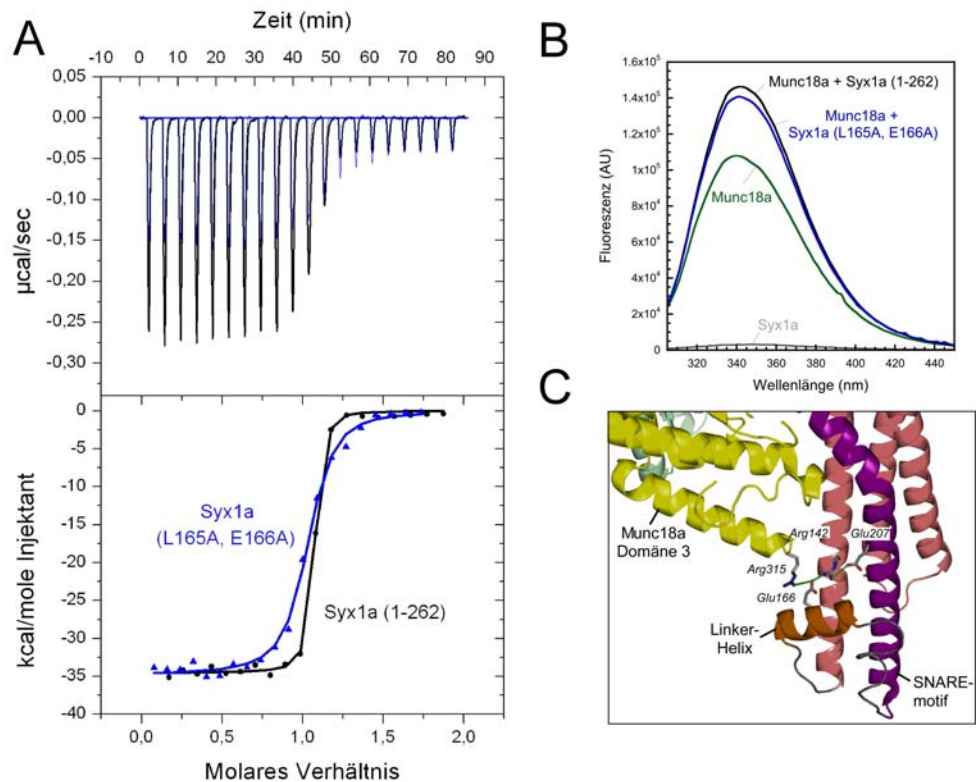 A
Zeit (min)
-10 0 10 20 30 40 50 60 70 80 90
0,05
0,00
-0,05
-0,10
-0,15
-0,20
-0,25
-0,30
µcal/sec
0
-5
-10
-15
-20
-25
-30
-35
-40
kcal/mole Injektant
Syx1a
(L165A, E166A)
Syx1a (1-262)
0,0 0,5 1,0 1,5 2,0
Molares Verhältnis
B
1.6x10⁵
1.4x10⁵
1.2x10⁵
1.0x10⁵
8x10⁴
6x10⁴
4x10⁴
2x10⁴
0
Fluoreszenz (AU)
Munc18a + Syx1a (1-262)
Munc18a +
Syx1a (L165A, E166A)
Munc18a
Syx1a
320 340 360 380 400 420 440
Wellenlänge (nm)
C
Munc18a
Domäne 3
Arg142
Glu207
Arg315
Glu166
Linker-
Helix
SNARE-
motif